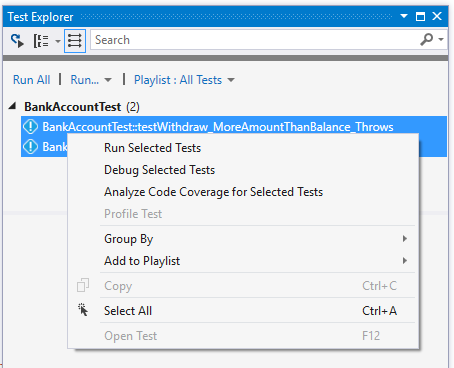 Test Explorer
Search
Run All | Run... | Playlist : All Tests
BankAccountTest (2)
BankAccountTest::testWithdraw_MoreAmountThanBalance_Throws
Bank
Run Selected Tests
Debug Selected Tests
Analyze Code Coverage for Selected Tests
Profile Test
Group By
Add to Playlist
Copy Ctrl+C
Select All Ctrl+A
Open Test F12